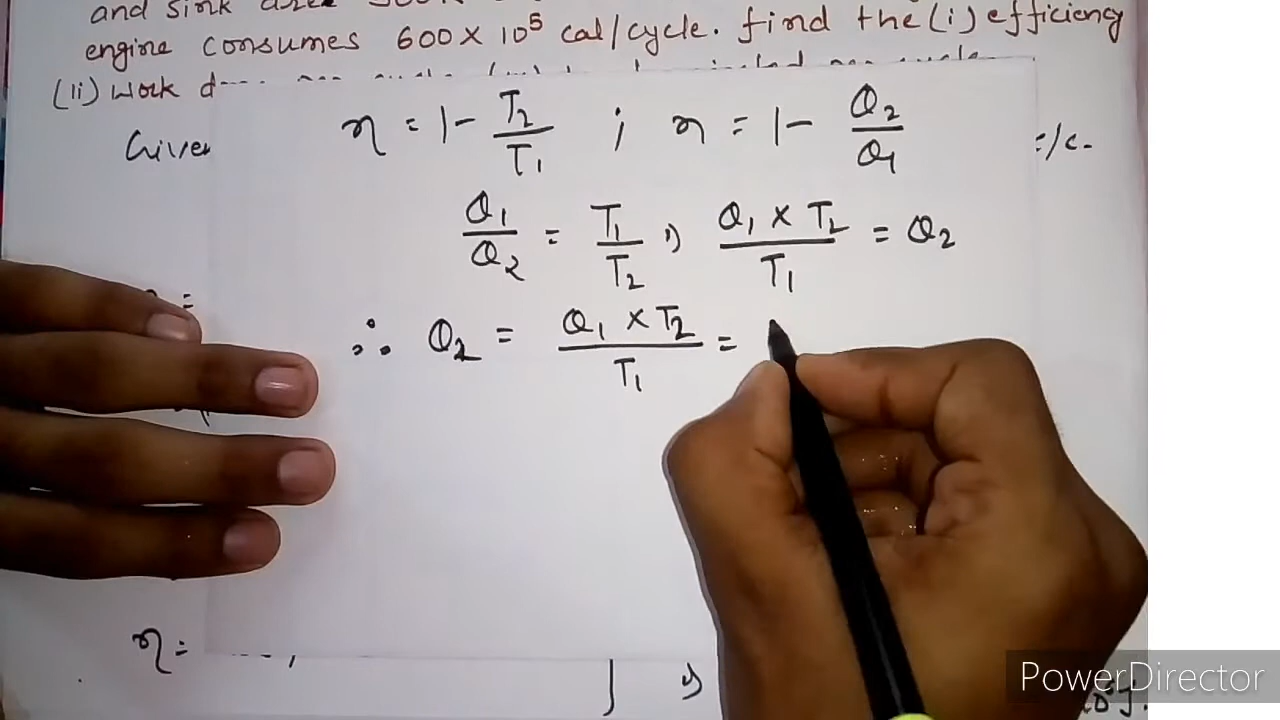 and sink
engine consumes 600 × 10⁵ cal/cycle. find the (i) efficiency
(ii) work
Given =/c.
η = 1 - T₂/T₁ ; η = 1 - Q₂/Q₁
Q₁/Q₂ = T₁/T₂ ⇒ Q₁ × T₂/T₁ = Q₂
∴ Q₂ = Q₁ × T₂/T₁ =
η =
PowerDirector